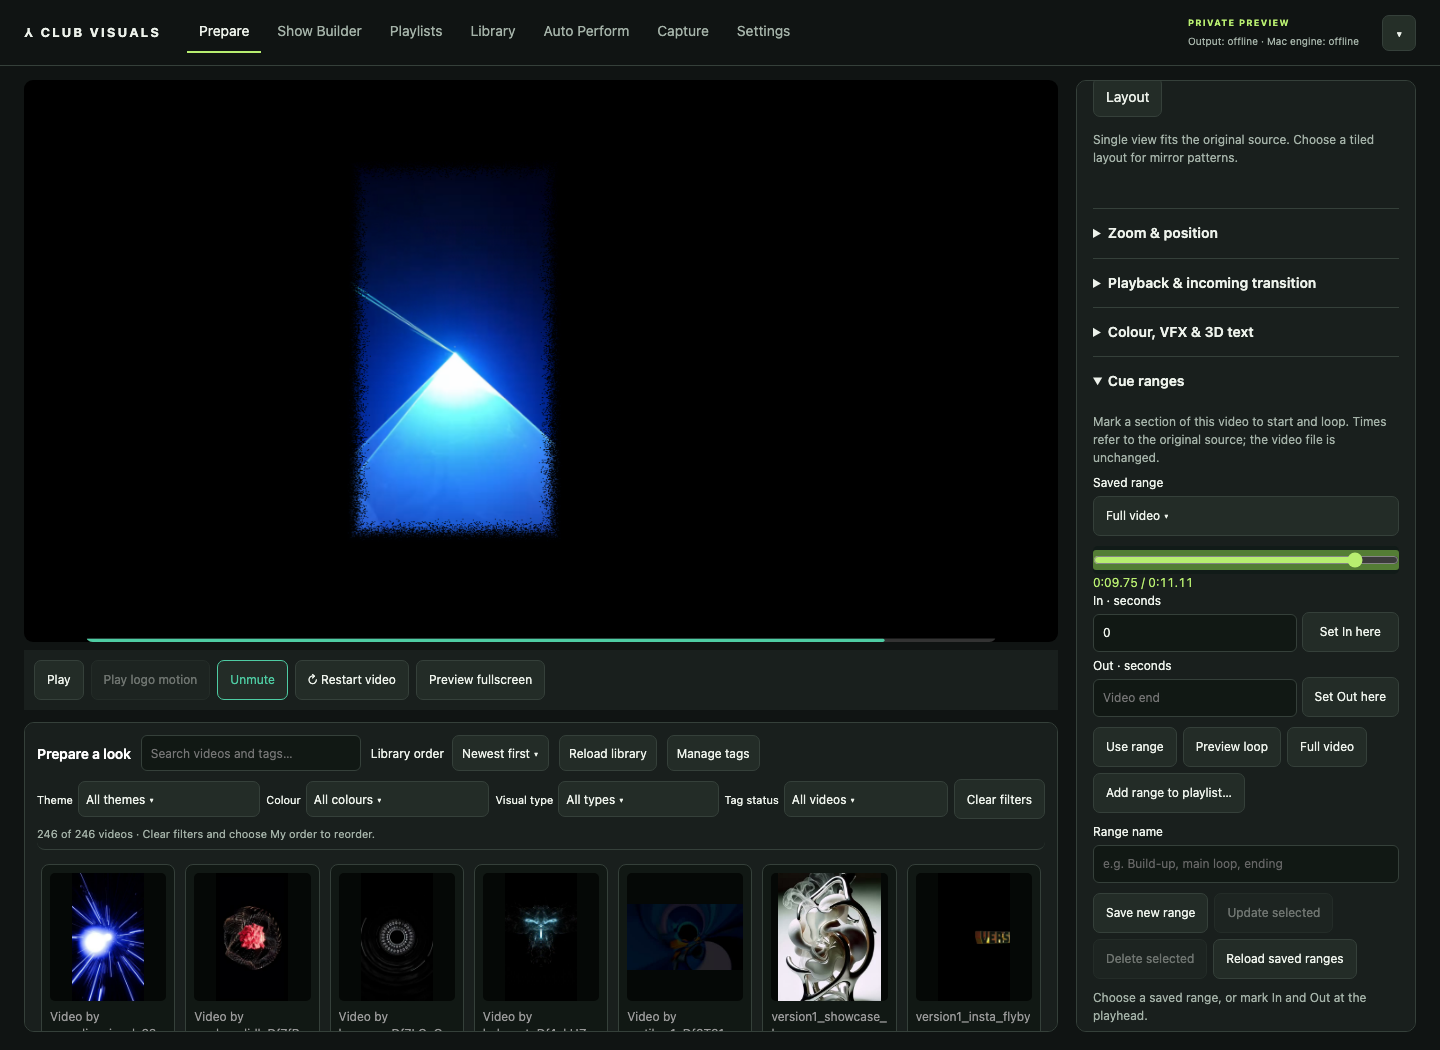 CLUB VISUALS
Prepare
Show Builder
Playlists
Library
Auto Perform
Capture
Settings
PRIVATE PREVIEW
Output: offline · Mac engine: offline
Layout
Single view fits the original source. Choose a tiled
layout for mirror patterns.
Zoom & position
Playback & incoming transition
Colour, VFX & 3D text
Cue ranges
Mark a section of this video to start and loop. Times
refer to the original source; the video file is
unchanged.
Saved range
Full video
0:09.75 / 0:11.11
In · seconds
0
Set In here
Out · seconds
Video end
Set Out here
Use range
Preview loop
Full video
Add range to playlist...
Range name
e.g. Build-up, main loop, ending
Save new range
Update selected
Delete selected
Reload saved ranges
Choose a saved range, or mark In and Out at the
playhead.
Play
Play logo motion
Unmute
↻ Restart video
Preview fullscreen
Prepare a look
Search videos and tags...
Library order
Newest first
Reload library
Manage tags
Theme
All themes
Colour
All colours
Visual type
All types
Tag status
All videos
Clear filters
246 of 246 videos · Clear filters and choose My order to reorder.
VERS
Video by
Video by
Video by
Video by
Video by
version1_showcase_
version1_insta_flyby